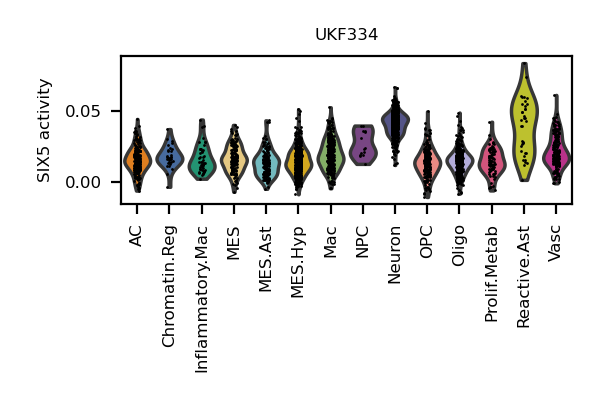 UKF334
SIX5 activity
0.05
0.00
AC
Chromatin.Reg
Inflammatory.Mac
MES
MES.Ast
MES.Hyp
Mac
NPC
Neuron
OPC
Oligo
Prolif.Metab
Reactive.Ast
Vasc